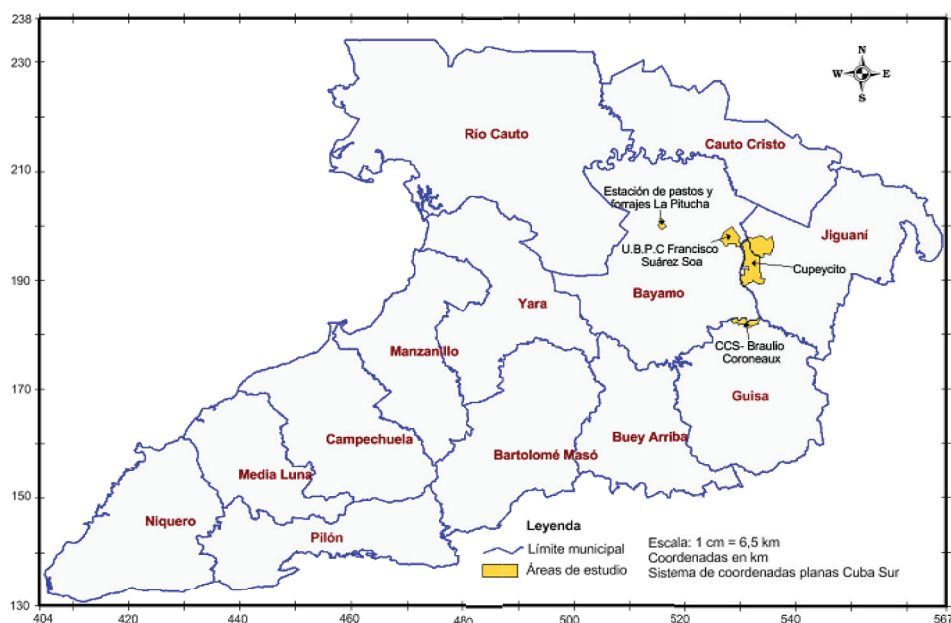 238
230
210
190
170
150
130
404
420
440
460
480
500
520
540
N
W
E
S
Río Cauto
Cauto Cristo
Estación de pastos y
forrajes La Pitucha
U.B.P.C Francisco
Suárez Soa
Jiguaní
Cupeycito
Bayamo
Yara
CCS- Braulio
Coroneaux
Manzanillo
Guisa
Campechuela
Buey Arriba
Bartolomé Masó
Media Luna
Niquero
Pilón
Leyenda
Límite municipal
Áreas de estudio
Escala: 1 cm = 6,5 km
Coordenadas en km
Sistema de coordenadas planas Cuba Sur